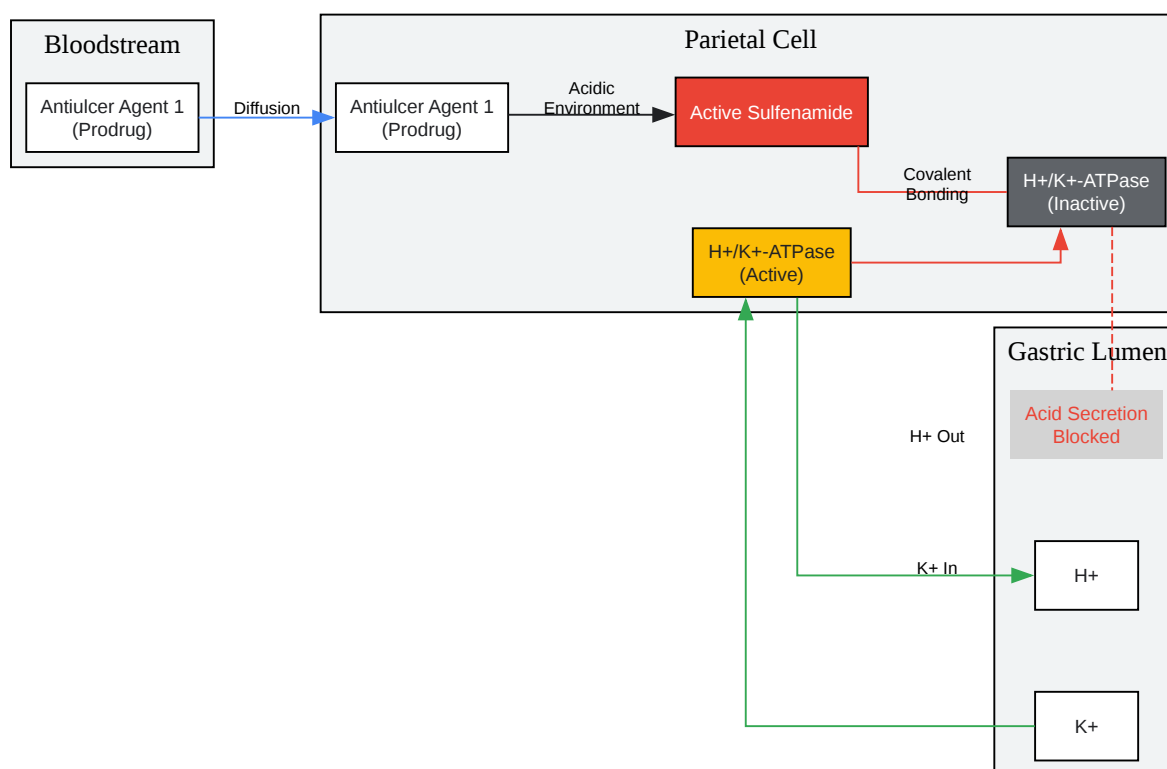 Bloodstream
Antiulcer Agent 1
(Prodrug)
Diffusion
Parietal Cell
Antiulcer Agent 1
(Prodrug)
Acidic
Environment
Active Sulfenamide
Covalent
Bonding
H+/K+-ATPase
(Inactive)
H+/K+-ATPase
(Active)
Gastric Lumen
Acid Secretion
Blocked
H+ Out
K+ In
H+
K+